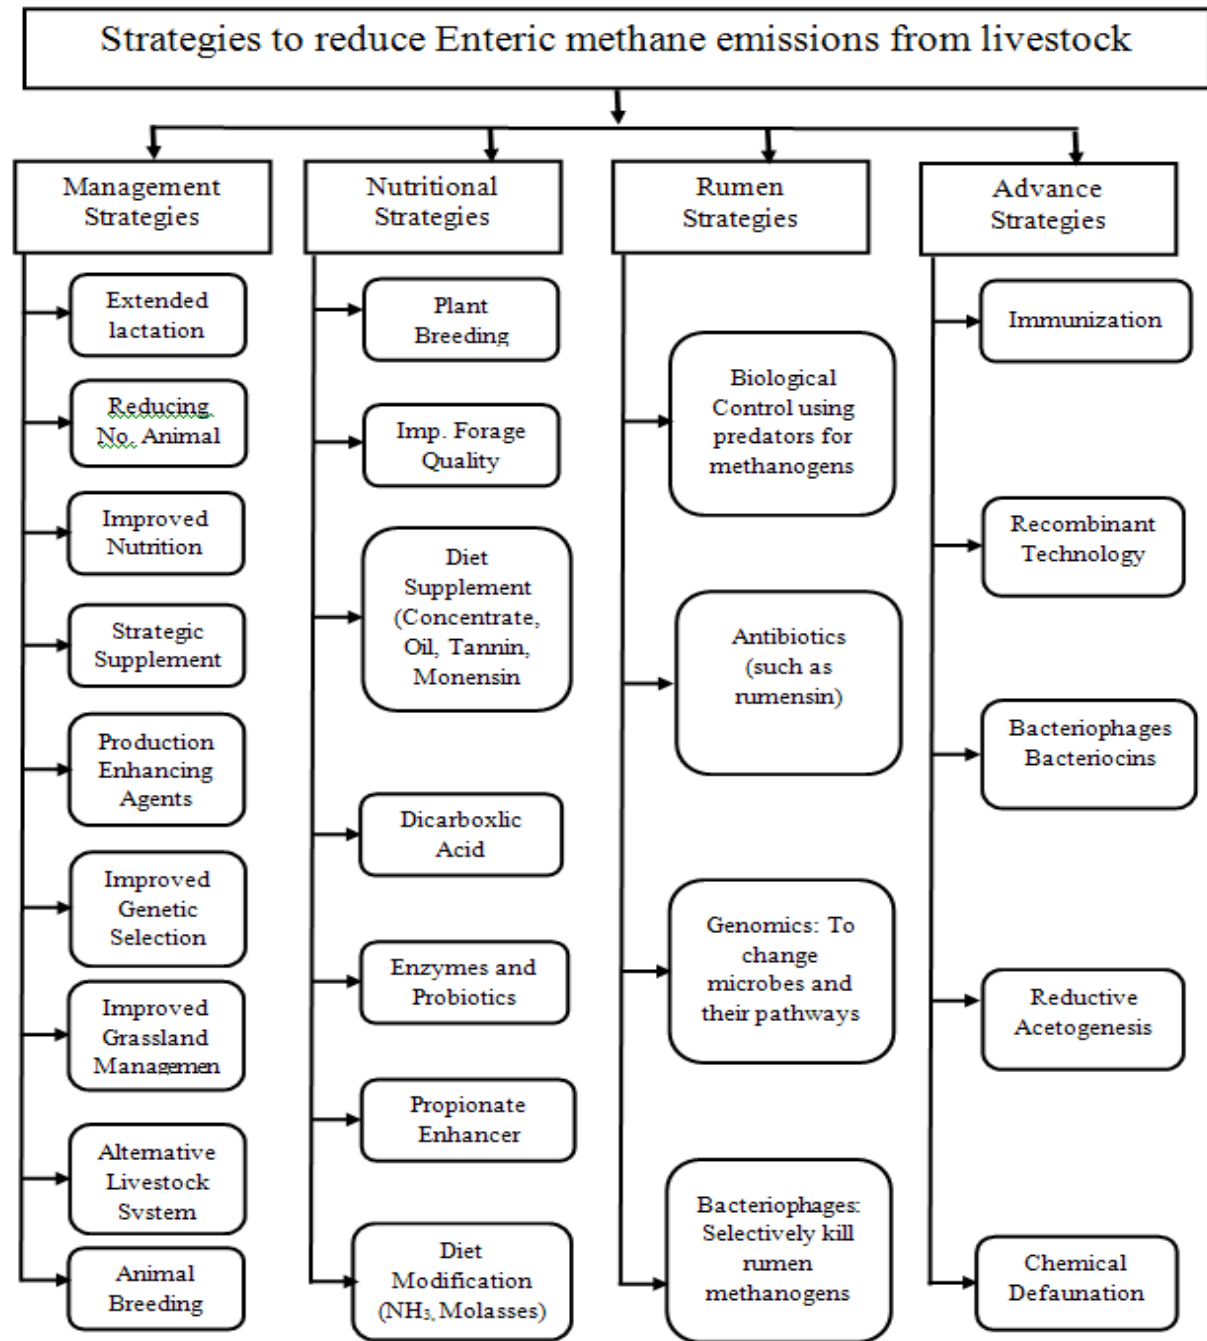 Strategies to reduce Enteric methane emissions from livestock
Management
Strategies
Extended
lactation
Reducing
No. Animal
Improved
Nutrition
Strategic
Supplement
Production
Enhancing
Agents
Improved
Genetic
Selection
Improved
Grassland
Managemen
Alternative
Livestock
System
Animal
Breeding
Nutritional
Strategies
Plant
Breeding
Imp. Forage
Quality
Diet
Supplement
(Concentrate,
Oil, Tannin,
Monensin
Dicarboxlic
Acid
Enzymes and
Probiotics
Propionate
Enhancer
Diet
Modification
(NH₃, Molasses)
Rumen
Strategies
Biological
Control using
predators for
methanogens
Antibiotics
(such as
rumensin)
Genomics: To
change
microbes and
their pathways
Bacteriophages:
Selectively kill
rumen
methanogens
Advance
Strategies
Immunization
Recombinant
Technology
Bacteriophages
Bacteriocins
Reductive
Acetogenesis
Chemical
Defaunation